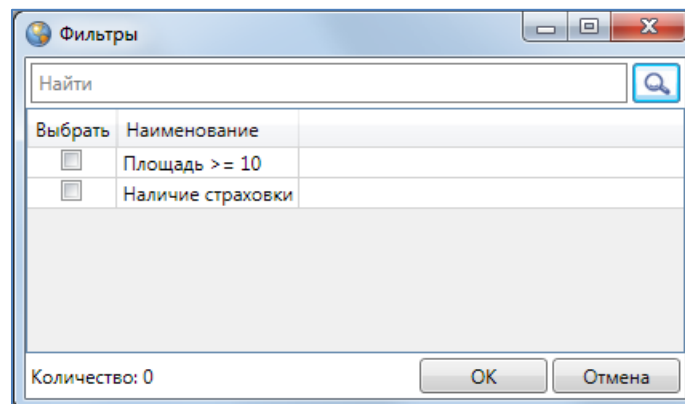 Фильтры
Найти
Выбрать Наименование
Площадь >= 10
Наличие страховки
Количество: 0 OK Отмена